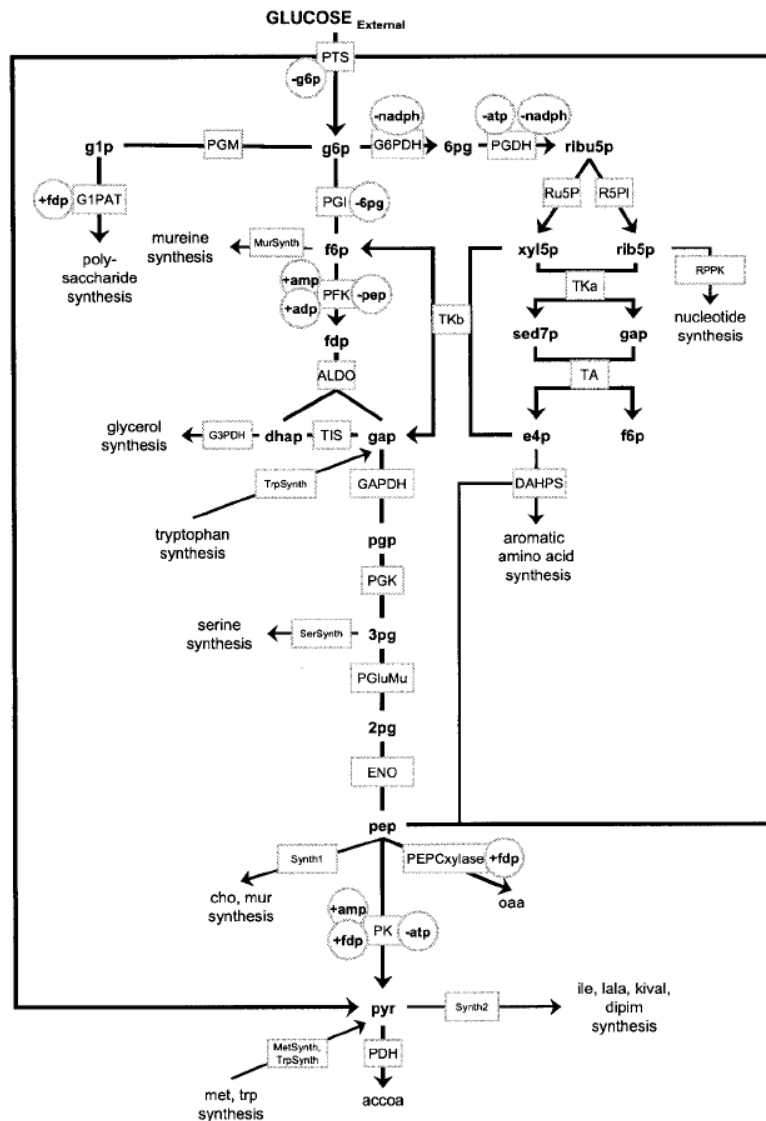 GLUCOSE External
PTS
-g6p
-nadph
-atp
-nadph
g1p
PGM
g6p
G6PDH
6pg
PGDH
ribu5p
+fdp
G1PAT
PGI
-6pg
Ru5P
R5PI
poly-
saccharide
synthesis
mureine
synthesis
MurSynth
f6p
xyl5p
rib5p
RPPK
+amp
+adp
PFK
-pep
TKa
nucleotide
synthesis
TKb
fdp
sed7p
gap
ALDO
TA
glycerol
synthesis
G3PDH
dhap
TIS
gap
e4p
f6p
TrpSynth
GAPDH
DAHPS
tryptophan
synthesis
pgp
aromatic
amino acid
synthesis
PGK
serine
synthesis
SerSynth
3pg
PGluMu
2pg
ENO
pep
Synth1
PEPCxylase
+fdp
cho, mur
synthesis
oaa
+amp
+fdp
PK
-atp
pyr
Synth2
ile, lala, kival,
dipim
synthesis
MetSynth,
TrpSynth
PDH
met, trp
synthesis
accoa